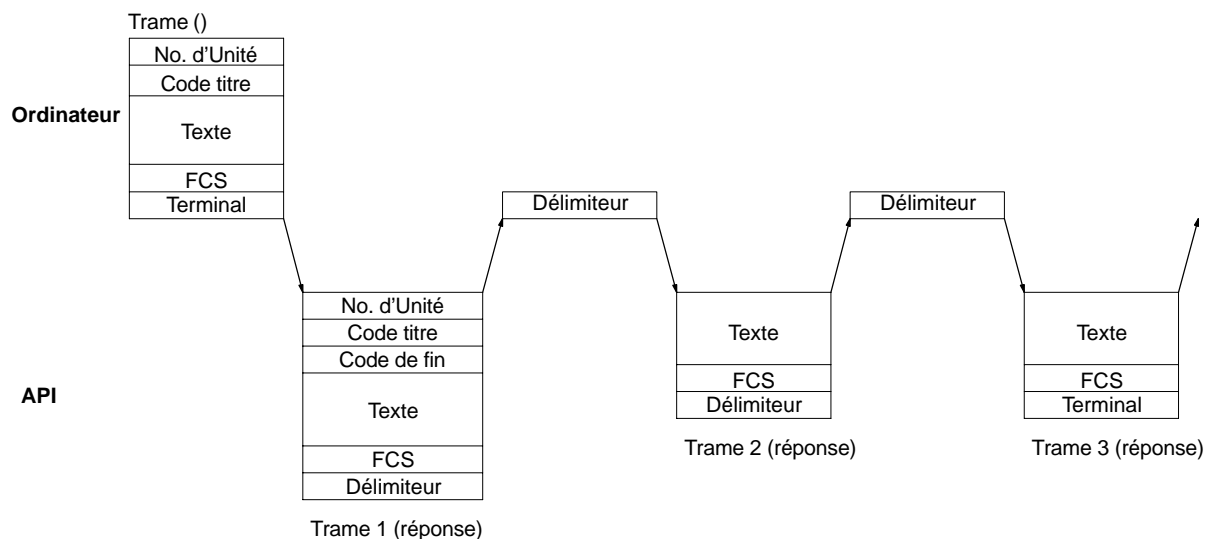 Trame ()
No. d’Unité
Code titre
Ordinateur
Texte
FCS
Terminal
Délimiteur
Délimiteur
No. d’Unité
Code titre
Code de fin
API
Texte
FCS
Délimiteur
Trame 1 (réponse)
Texte
FCS
Délimiteur
Trame 2 (réponse)
Texte
FCS
Terminal
Trame 3 (réponse)